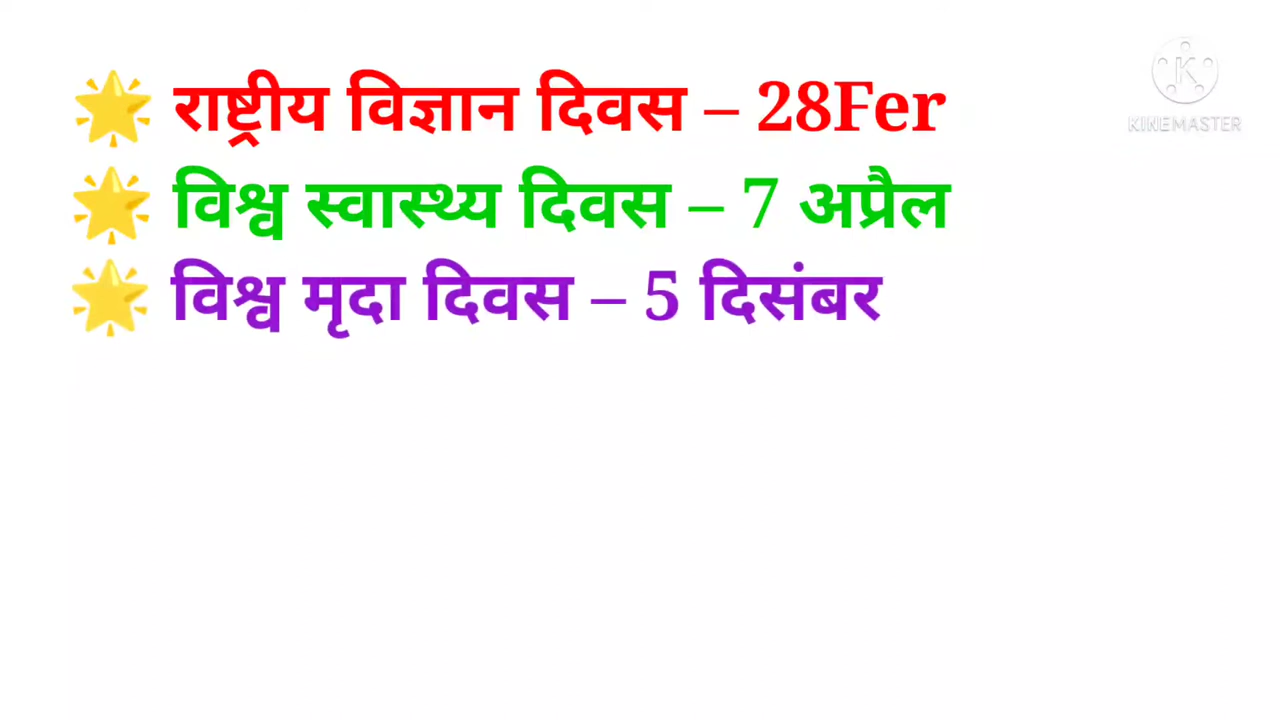 🌟 राष्ट्रीय विज्ञान दिवस – 28Fer
🌟 विश्व स्वास्थ्य दिवस – 7 अप्रैल
🌟 विश्व मृदा दिवस – 5 दिसंबर
K
KINEMASTER